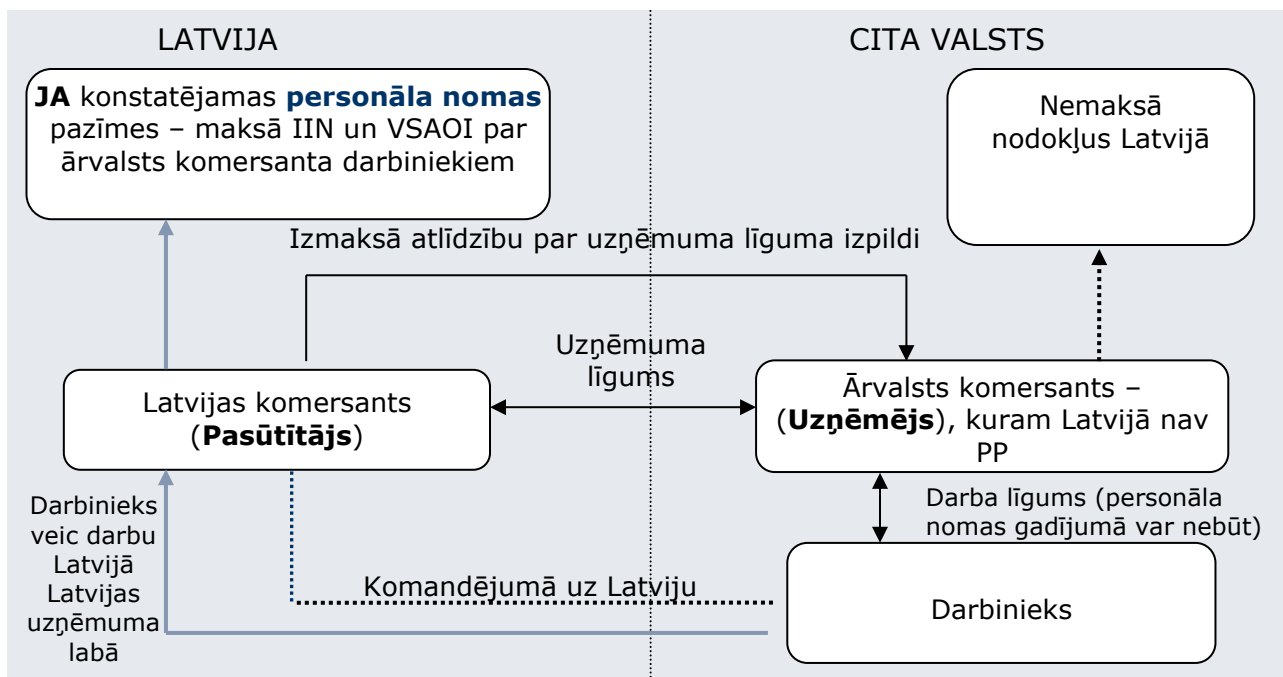 LATVIJA
CITA VALSTS
JA konstatējamas personāla nomas
pazīmes – maksā IIN un VSAOI par
ārvalsts komersanta darbiniekiem
Nemaksā
nodokļus Latvijā
Izmaksā atlīdzību par uzņēmuma līguma izpildi
Uzņēmuma
līgums
Latvijas komersants
(Pasūtītājs)
Ārvalsts komersants –
(Uzņēmējs), kuram Latvijā nav
PP
Darbinieks
veic darbu
Latvijā
Latvijas
uzņēmuma
labā
Darba līgums (personāla
nomas gadījumā var nebūt)
Komandējumā uz Latviju
Darbinieks